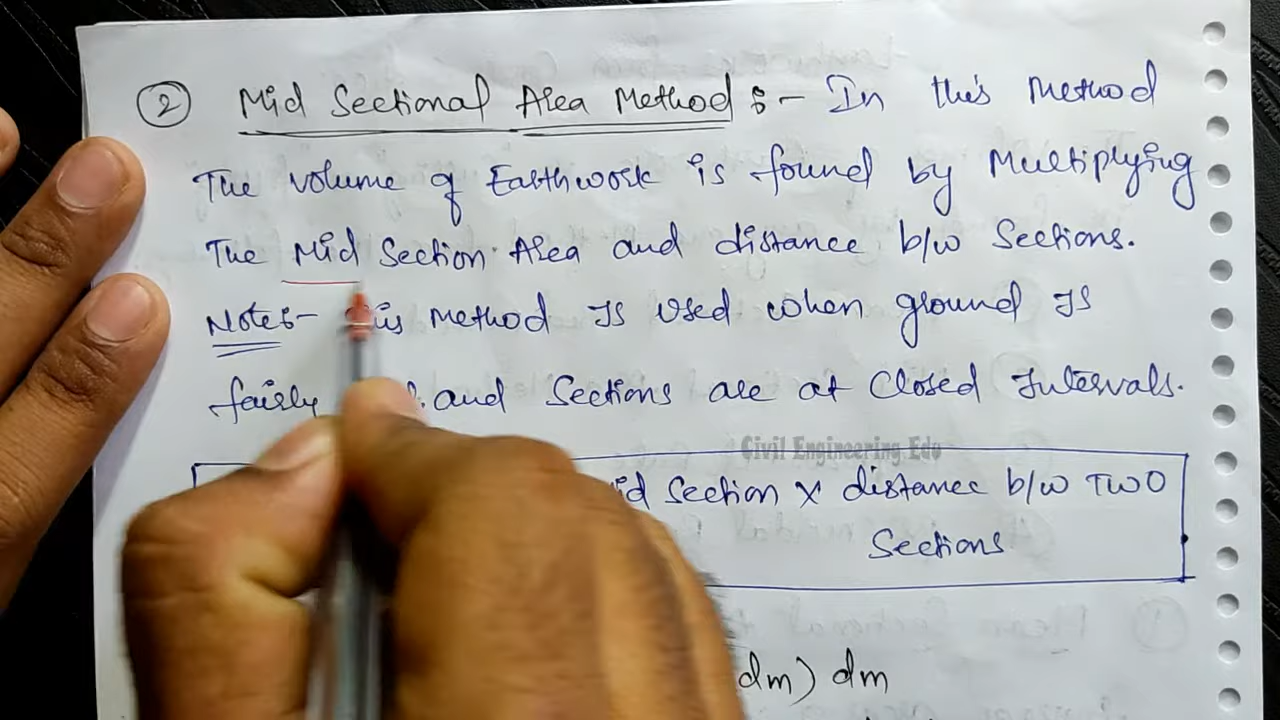 ② Mid Sectional Area Method :- In this Method
The volume of Earthwork is found by Multiplying
The Mid Section Area and distance b/w Sections.
Note:- This Method Is Used when ground Is
fairly and Sections are at Closed Intervals.
Civil Engineering Edo
Section x distance b/w TWO
Sections
dm) dm